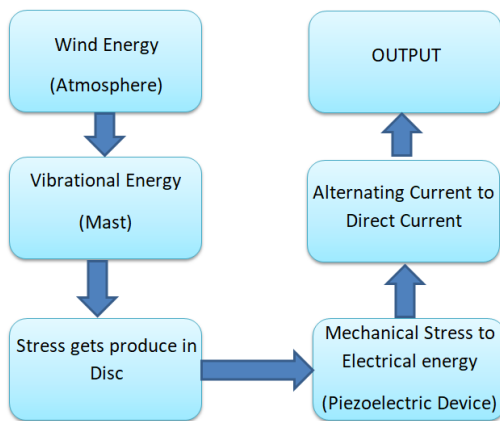 Wind Energy
(Atmosphere)
Vibrational Energy
(Mast)
Stress gets produce in
Disc
Mechanical Stress to
Electrical energy
(Piezoelectric Device)
Alternating Current to
Direct Current
OUTPUT